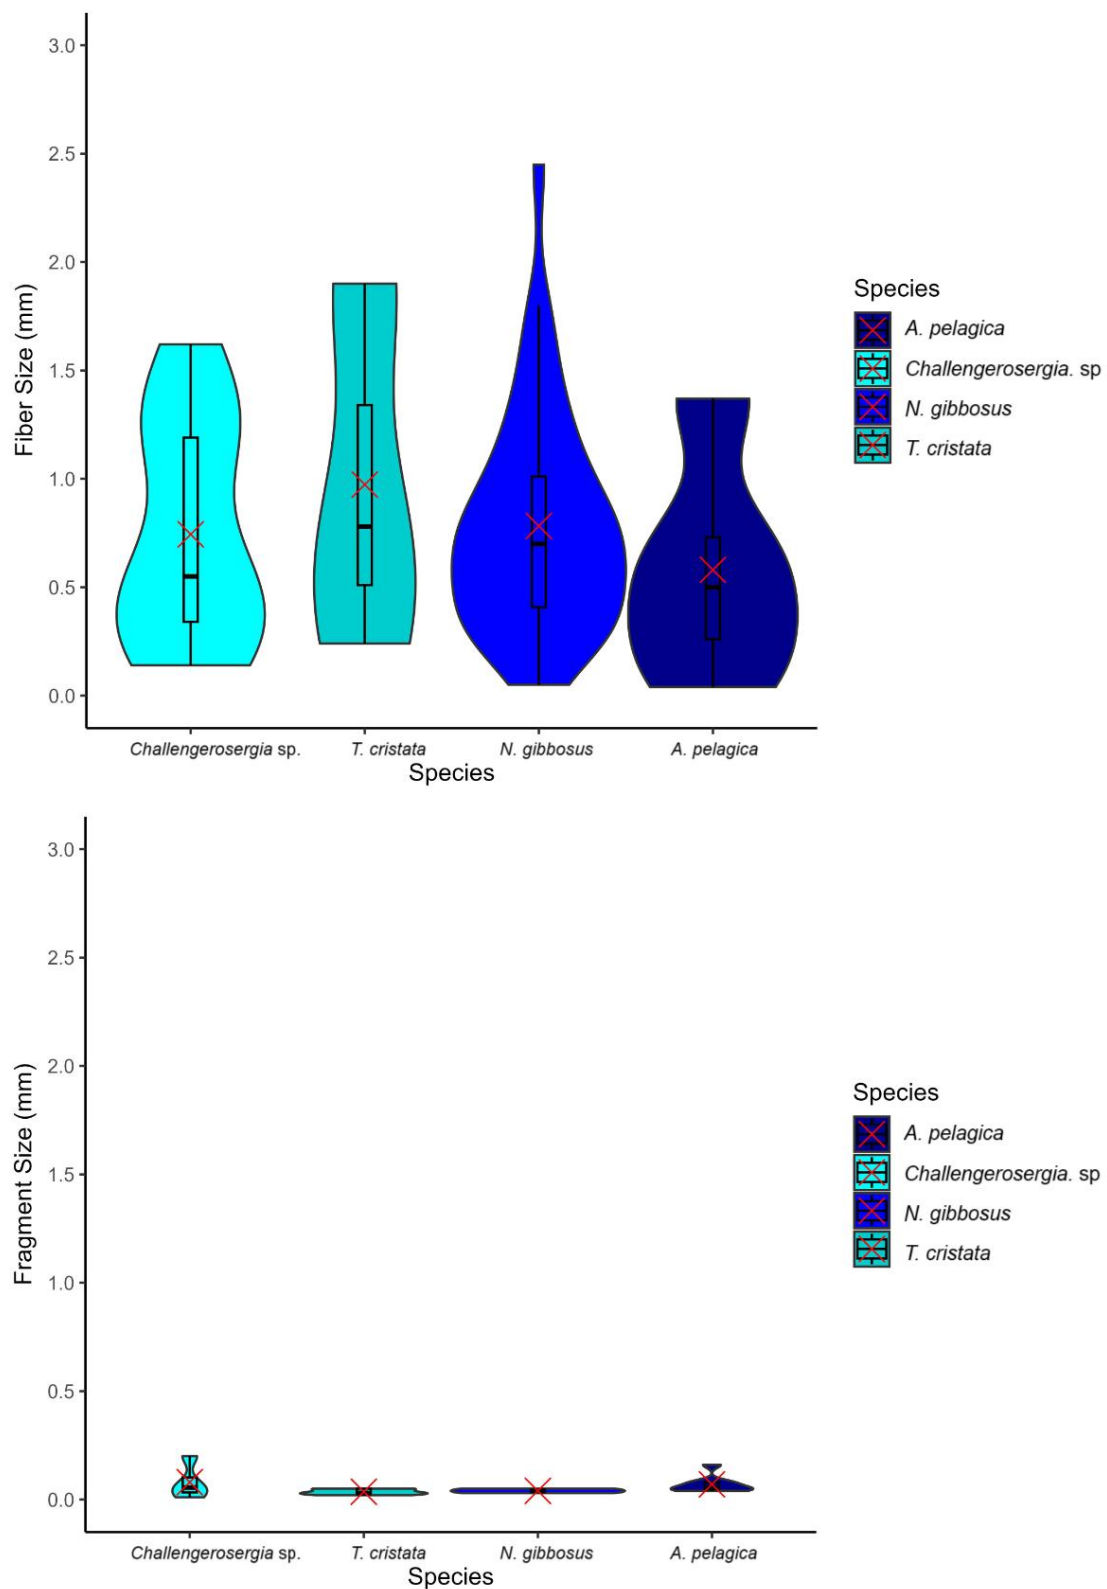 3.0
2.5
2.0
1.5
1.0
0.5
0.0
Fiber Size (mm)
Challengerosergia sp.
T. cristata
N. gibbosus
A. pelagica
Species
Species
A. pelagica
Challengerosergia. sp
N. gibbosus
T. cristata
3.0
2.5
2.0
1.5
1.0
0.5
0.0
Fragment Size (mm)
Challengerosergia sp.
T. cristata
N. gibbosus
A. pelagica
Species
Species
A. pelagica
Challengerosergia. sp
N. gibbosus
T. cristata